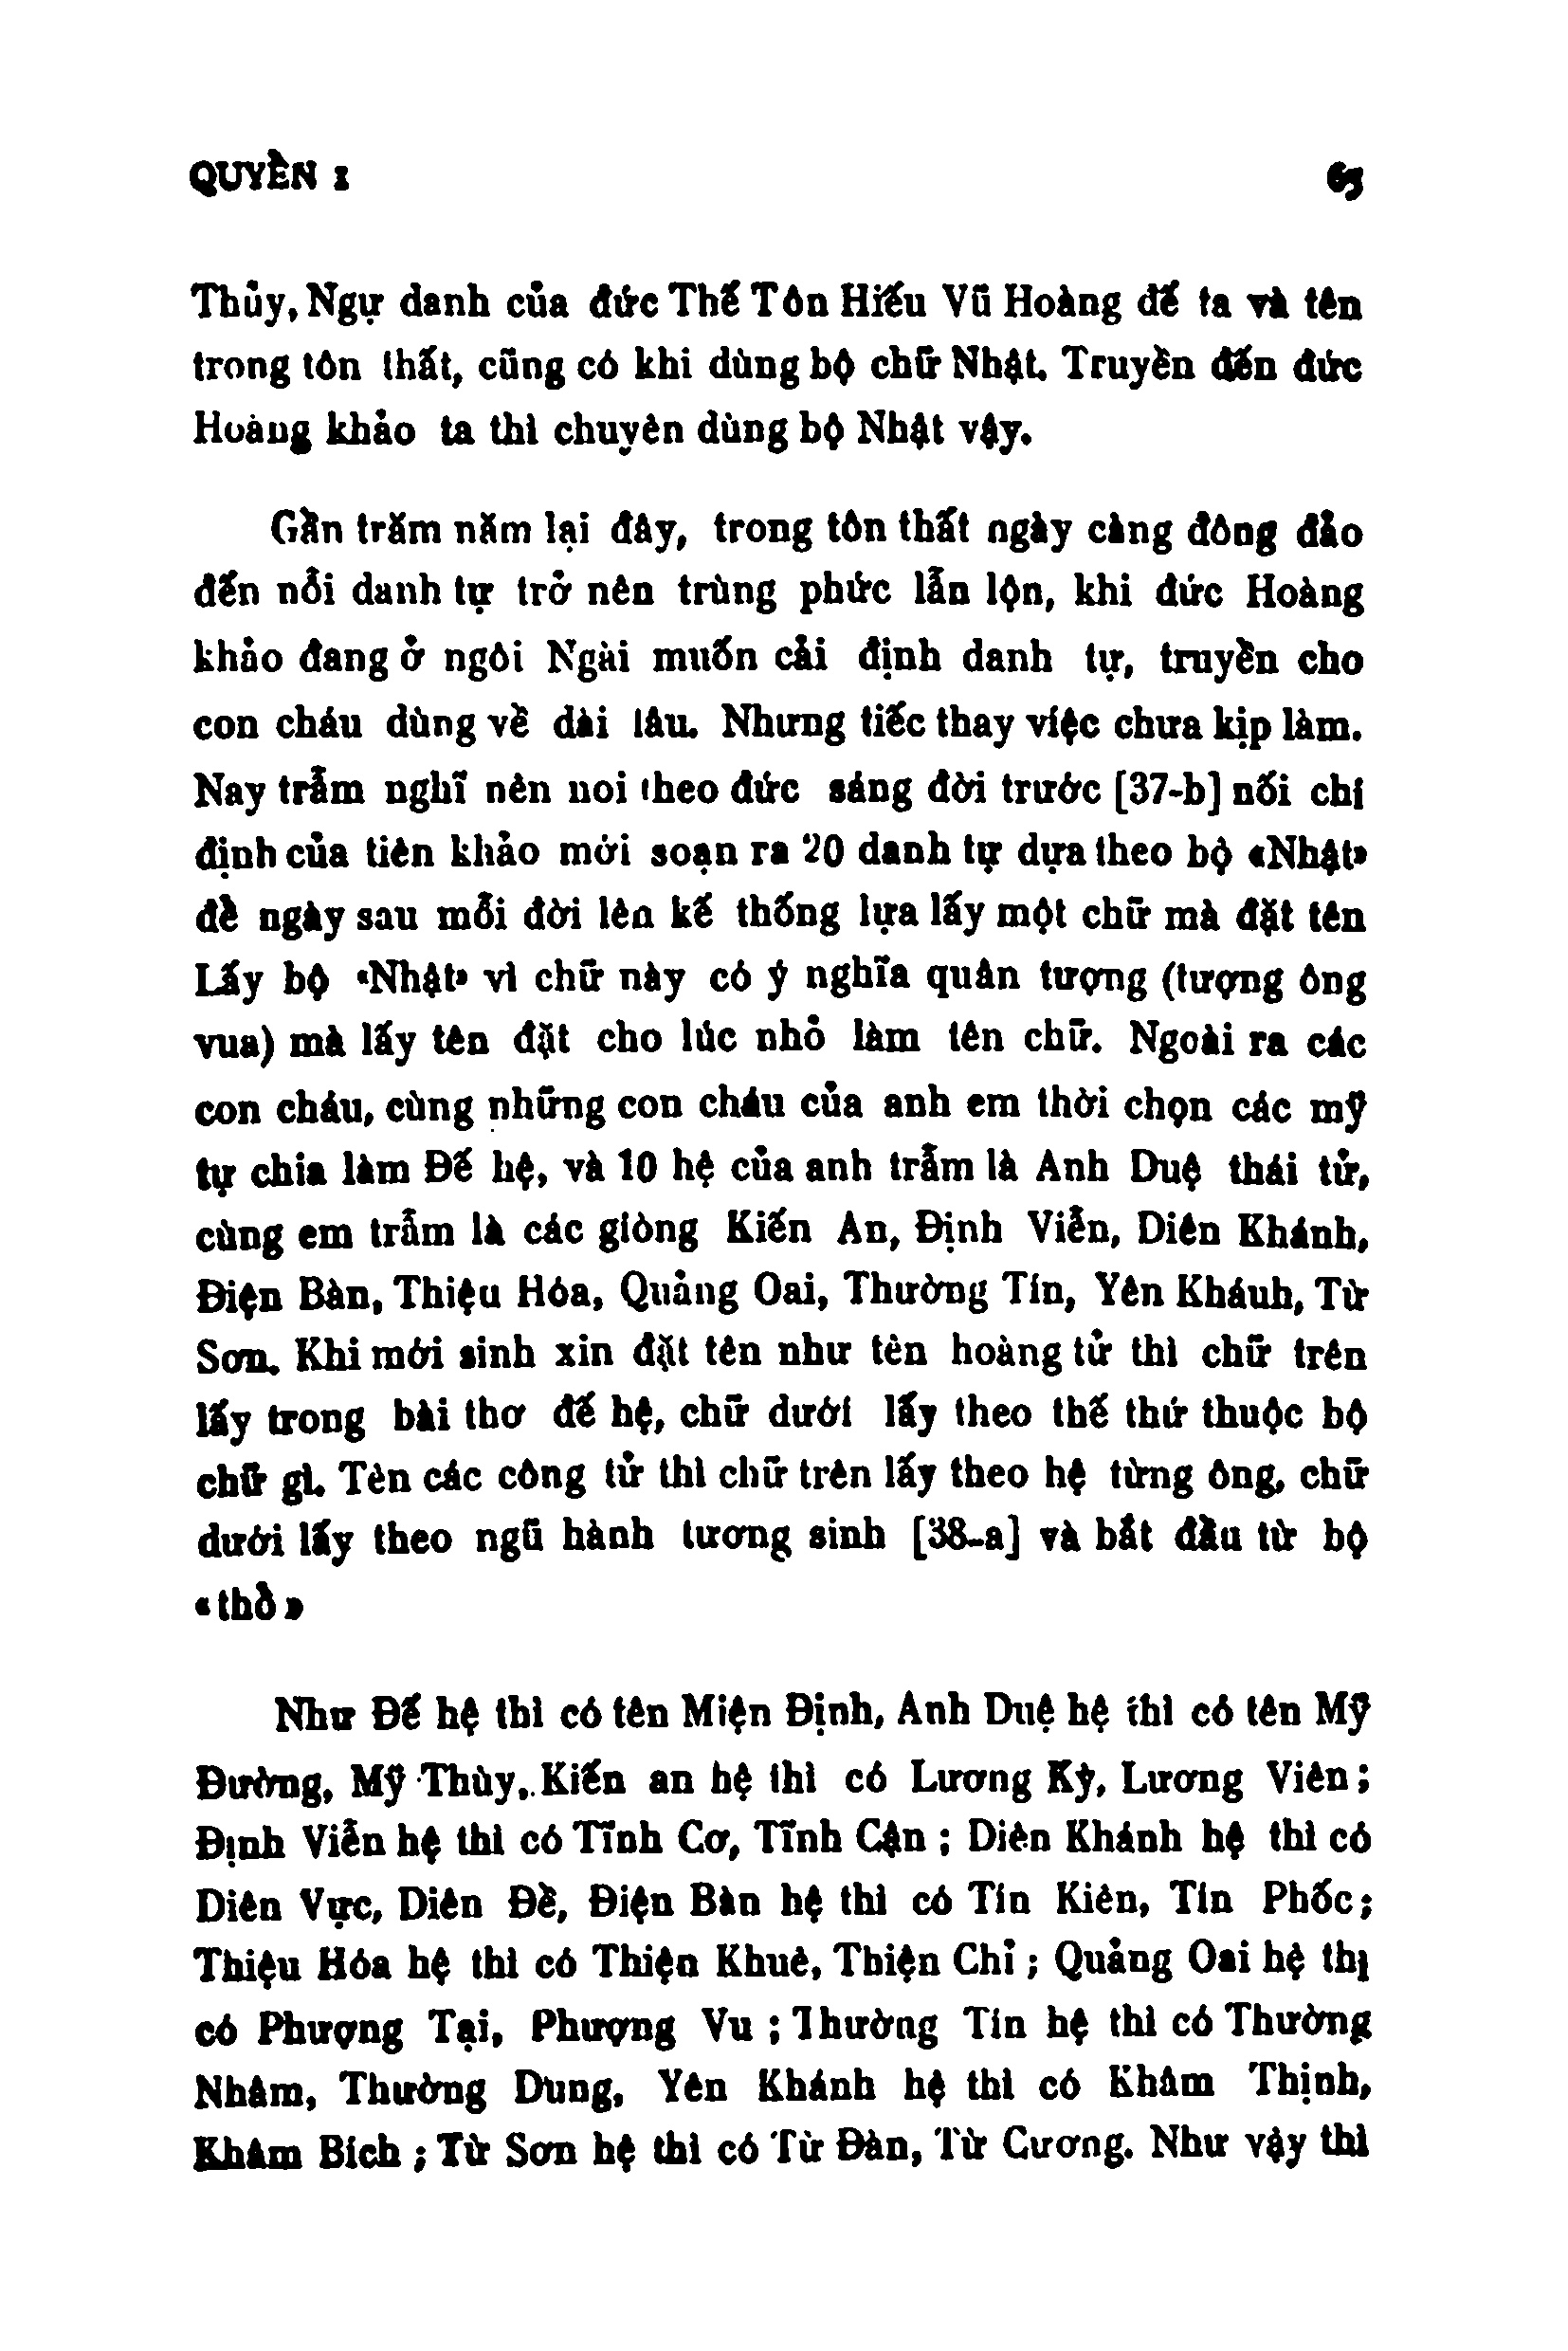 QUYỂN I 65
Thủy, Ngự danh của đức Thế Tôn Hiếu Vũ Hoàng đế ta và tên
trong tôn thất, cũng có khi dùng bộ chữ Nhật. Truyền đến đức
Hoàng khảo ta thì chuyên dùng bộ Nhật vậy.
Gần trăm năm lại đây, trong tôn thất ngày càng đông đảo
đến nỗi danh tự trở nên trùng phức lẫn lộn, khi đức Hoàng
khảo đang ở ngôi Ngài muốn cải định danh tự, truyền cho
con cháu dùng về dài lâu. Nhưng tiếc thay việc chưa kịp làm.
Nay trẫm nghĩ nên noi theo đức sáng đời trước [37-b] nối chí
định của tiên khảo mới soạn ra 20 danh tự dựa theo bộ «Nhật»
để ngày sau mỗi đời lên kế thống lựa lấy một chữ mà đặt tên
Lấy bộ «Nhật» vì chữ này có ý nghĩa quân tượng (tượng ông
vua) mà lấy tên đặt cho lúc nhỏ làm tên chữ. Ngoài ra các
con cháu, cùng những con cháu của anh em thời chọn các mỹ
tự chia làm Đế hệ, và 10 hệ của anh trẫm là Anh Duệ thái tử,
cùng em trẫm là các giòng Kiến An, Định Viễn, Diên Khánh,
Điện Bàn, Thiệu Hóa, Quảng Oai, Thường Tín, Yên Khánh, Từ
Sơn. Khi mới sinh xin đặt tên như tên hoàng tử thì chữ trên
lấy trong bài thơ đế hệ, chữ dưới lấy theo thế thứ thuộc bộ
chữ gì. Tên các công tử thì chữ trên lấy theo hệ từng ông, chữ
dưới lấy theo ngũ hành tương sinh [38-a] và bắt đầu từ bộ
«thổ»
Như Đế hệ thì có tên Miện Định, Anh Duệ hệ thì có tên Mỹ
Đường, Mỹ Thùy, Kiến an hệ thì có Lương Kỳ, Lương Viên;
Định Viễn hệ thì có Tĩnh Cơ, Tĩnh Cận ; Diên Khánh hệ thì có
Diên Vực, Diên Đề, Điện Bàn hệ thì có Tín Kiên, Tín Phốc;
Thiệu Hóa hệ thì có Thiện Khuê, Thiện Chỉ ; Quảng Oai hệ thị
có Phượng Tại, Phượng Vu ; Thường Tín hệ thì có Thường
Nhâm, Thường Dung, Yên Khánh hệ thì có Khâm Thịnh,
Khâm Bích ; Từ Sơn hệ thì có Từ Đàn, Từ Cương. Như vậy thì